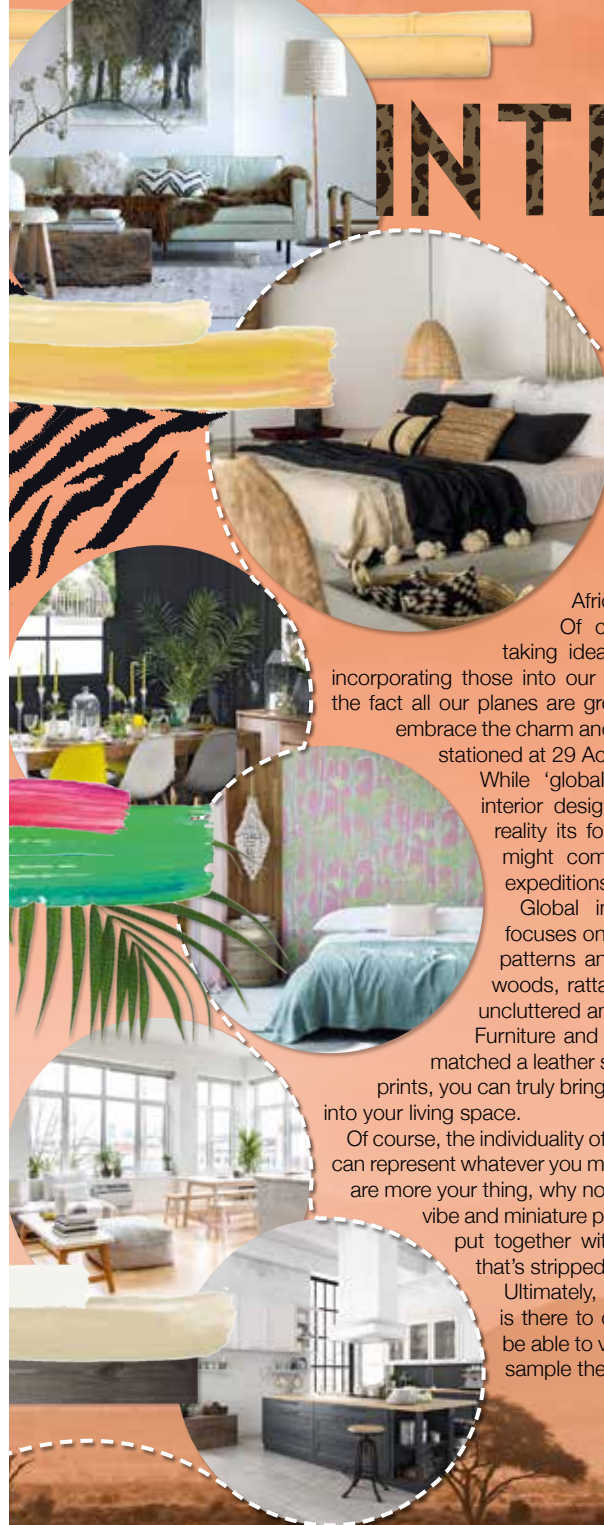 INTE
Afric
Of c
taking idea
incorporating those into our
the fact all our planes are gro
embrace the charm and
stationed at 29 Ac
While ‘global
interior desig
reality its fo
might com
expeditions
Global in
focuses on
patterns an
woods, ratta
uncluttered an
Furniture and
matched a leather s
prints, you can truly bring
into your living space.
Of course, the individuality of
can represent whatever you m
are more your thing, why no
vibe and miniature p
put together wit
that’s stripped
Ultimately,
is there to c
be able to v
sample the